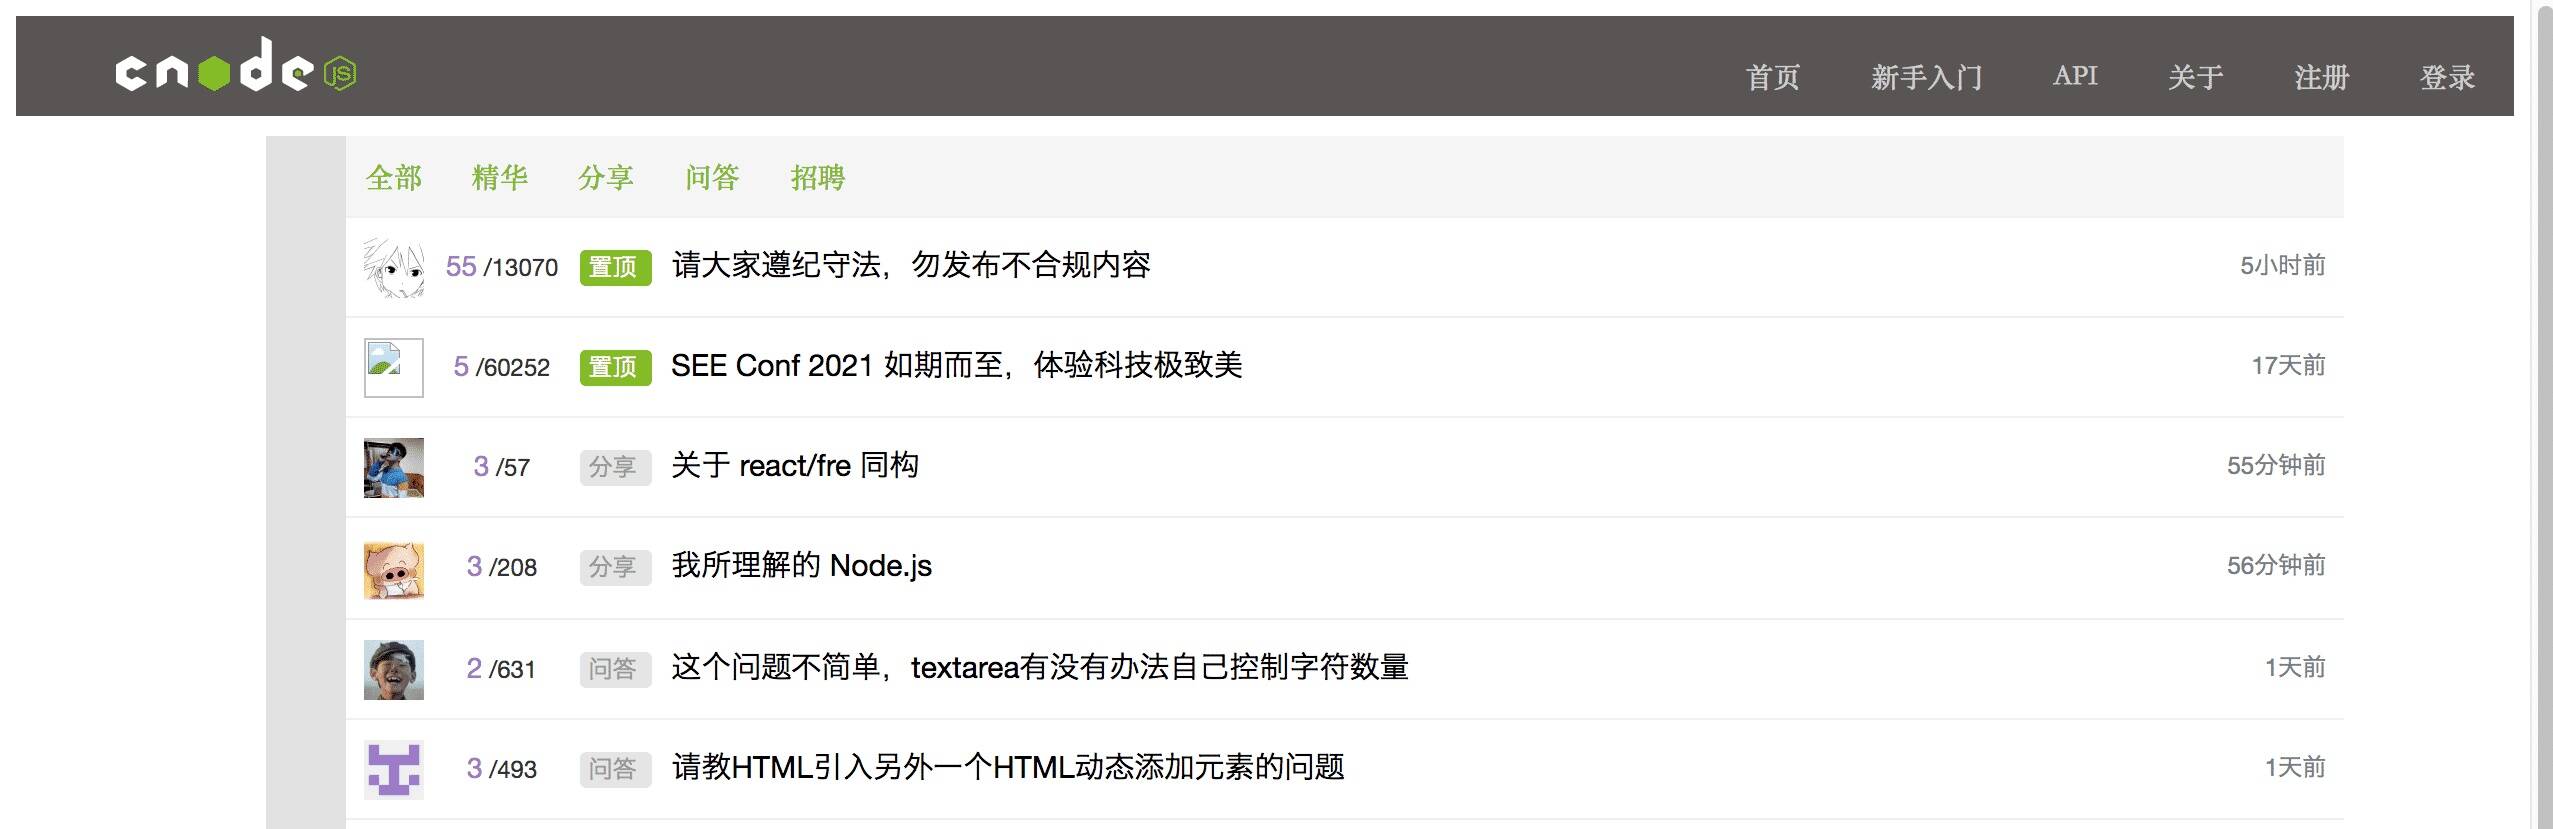 cnode JS 首页 新手入门 API 关于 注册 登录
全部 精华 分享 问答 招聘
55 /13070 置顶 请大家遵纪守法，勿发布不合规内容 5小时前
5 /60252 置顶 SEE Conf 2021 如期而至，体验科技极致美 17天前
3 /57 分享 关于 react/fre 同构 55分钟前
3 /208 分享 我所理解的 Node.js 56分钟前
2 /631 问答 这个问题不简单，textarea有没有办法自己控制字符数量 1天前
3 /493 问答 请教HTML引入另外一个HTML动态添加元素的问题 1天前